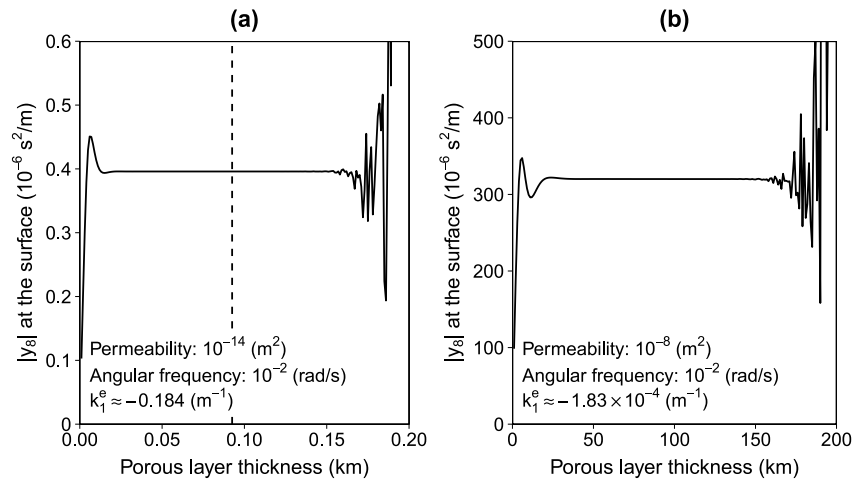 (a)
|y₈| at the surface (10⁻⁶ s²/m)
0.6
0.5
0.4
0.3
0.2
0.1
0
Permeability: 10⁻¹⁴ (m²)
Angular frequency: 10⁻² (rad/s)
k₁ᵉ ≈ −0.184 (m⁻¹)
0.00 0.05 0.10 0.15 0.20
Porous layer thickness (km)
(b)
|y₈| at the surface (10⁻⁶ s²/m)
500
400
300
200
100
0
Permeability: 10⁻⁸ (m²)
Angular frequency: 10⁻² (rad/s)
k₁ᵉ ≈ −1.83 × 10⁻⁴ (m⁻¹)
0 50 100 150 200
Porous layer thickness (km)